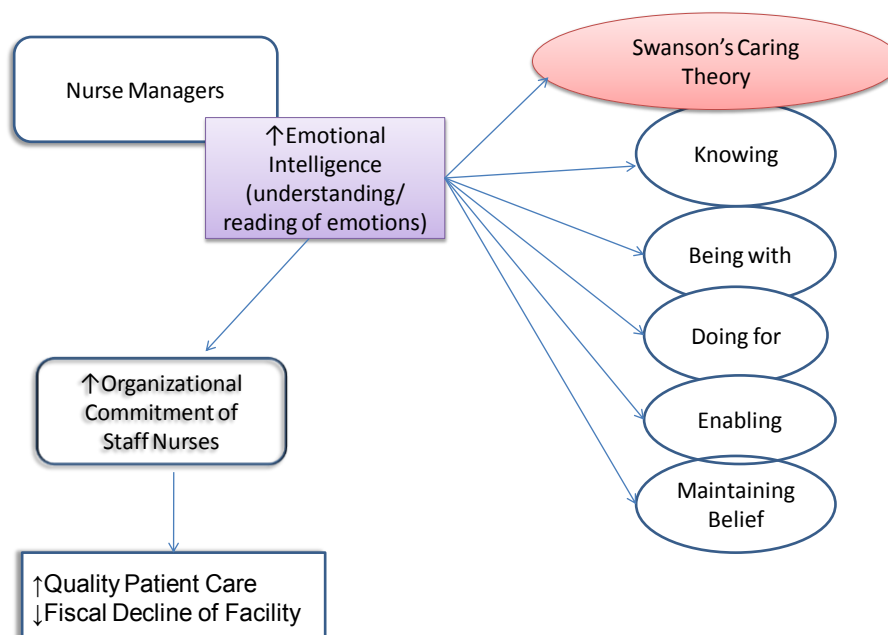 Nurse Managers
↑Emotional
Intelligence
(understanding/
reading of emotions)
↑Organizational
Commitment of
Staff Nurses
↑Quality Patient Care
↓Fiscal Decline of Facility
Swanson's Caring
Theory
Knowing
Being with
Doing for
Enabling
Maintaining
Belief